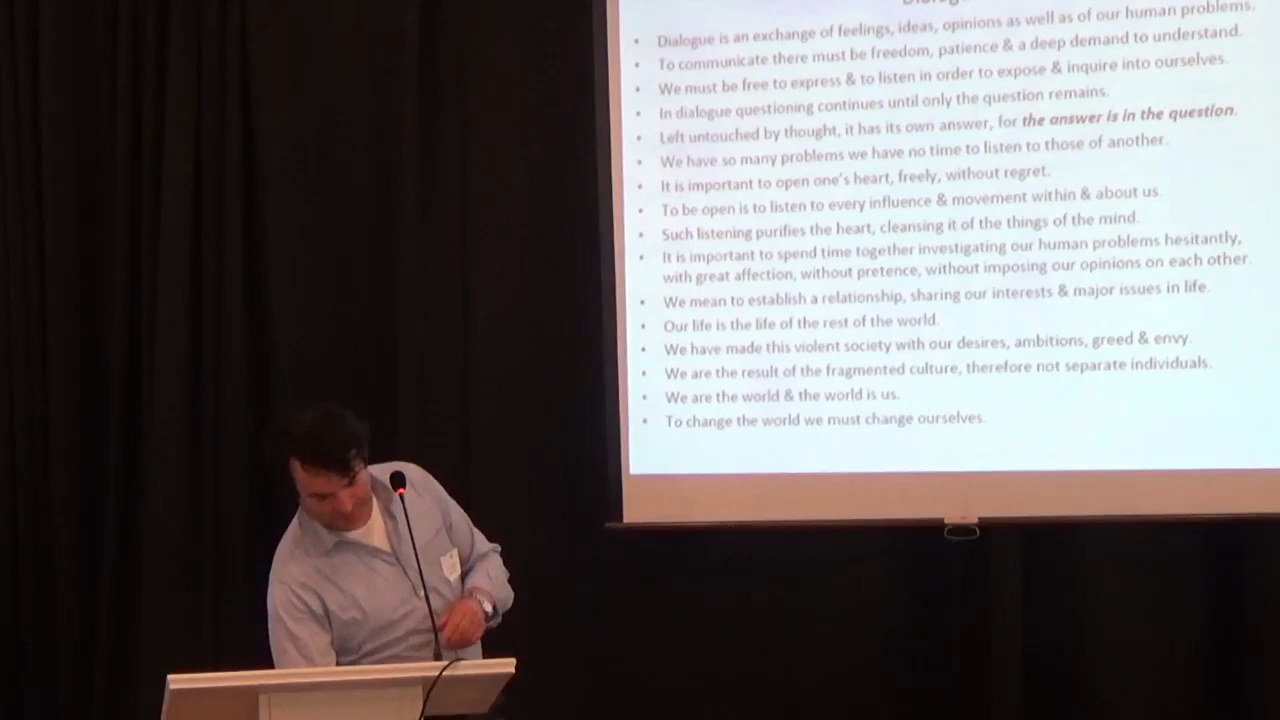 • Dialogue is an exchange of feelings, ideas, opinions as well as of our human problems.
• To communicate there must be freedom, patience & a deep demand to understand.
• We must be free to express & to listen in order to expose & inquire into ourselves.
• In dialogue questioning continues until only the question remains.
• Left untouched by thought, it has its own answer, for the answer is in the question.
• We have so many problems we have no time to listen to those of another.
• It is important to open one's heart, freely, without regret.
• To be open is to listen to every influence & movement within & about us.
• Such listening purifies the heart, cleansing it of the things of the mind.
• It is important to spend time together investigating our human problems hesitantly,
with great affection, without pretence, without imposing our opinions on each other.
• We mean to establish a relationship, sharing our interests & major issues in life.
• Our life is the life of the rest of the world.
• We have made this violent society with our desires, ambitions, greed & envy.
• We are the result of the fragmented culture, therefore not separate individuals.
• We are the world & the world is us.
• To change the world we must change ourselves.